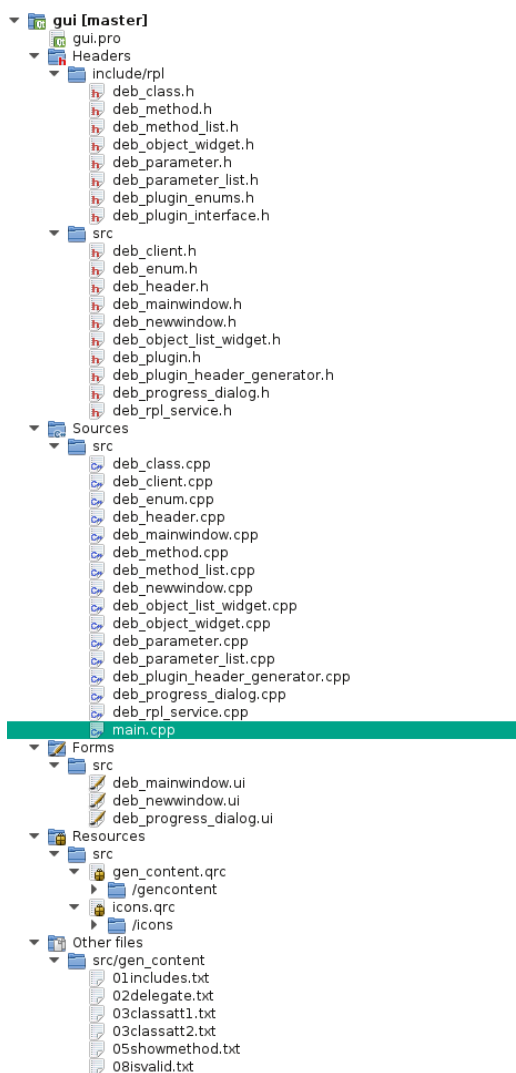 gui [master]
gui.pro
Headers
include/rpl
deb_class.h
deb_method.h
deb_method_list.h
deb_object_widget.h
deb_parameter.h
deb_parameter_list.h
deb_plugin_enums.h
deb_plugin_interface.h
src
deb_client.h
deb_enum.h
deb_header.h
deb_mainwindow.h
deb_newwindow.h
deb_object_list_widget.h
deb_plugin.h
deb_plugin_header_generator.h
deb_progress_dialog.h
deb_rpl_service.h
Sources
src
deb_class.cpp
deb_client.cpp
deb_enum.cpp
deb_header.cpp
deb_mainwindow.cpp
deb_method.cpp
deb_method_list.cpp
deb_newwindow.cpp
deb_object_list_widget.cpp
deb_object_widget.cpp
deb_parameter.cpp
deb_parameter_list.cpp
deb_plugin_header_generator.cpp
deb_progress_dialog.cpp
deb_rpl_service.cpp
main.cpp
Forms
src
deb_mainwindow.ui
deb_newwindow.ui
deb_progress_dialog.ui
Resources
src
gen_content.qrc
/gencontent
icons.qrc
/icons
Other files
src/gen_content
01includes.txt
02delegate.txt
03classatt1.txt
03classatt2.txt
05showmethod.txt
08isvalid.txt